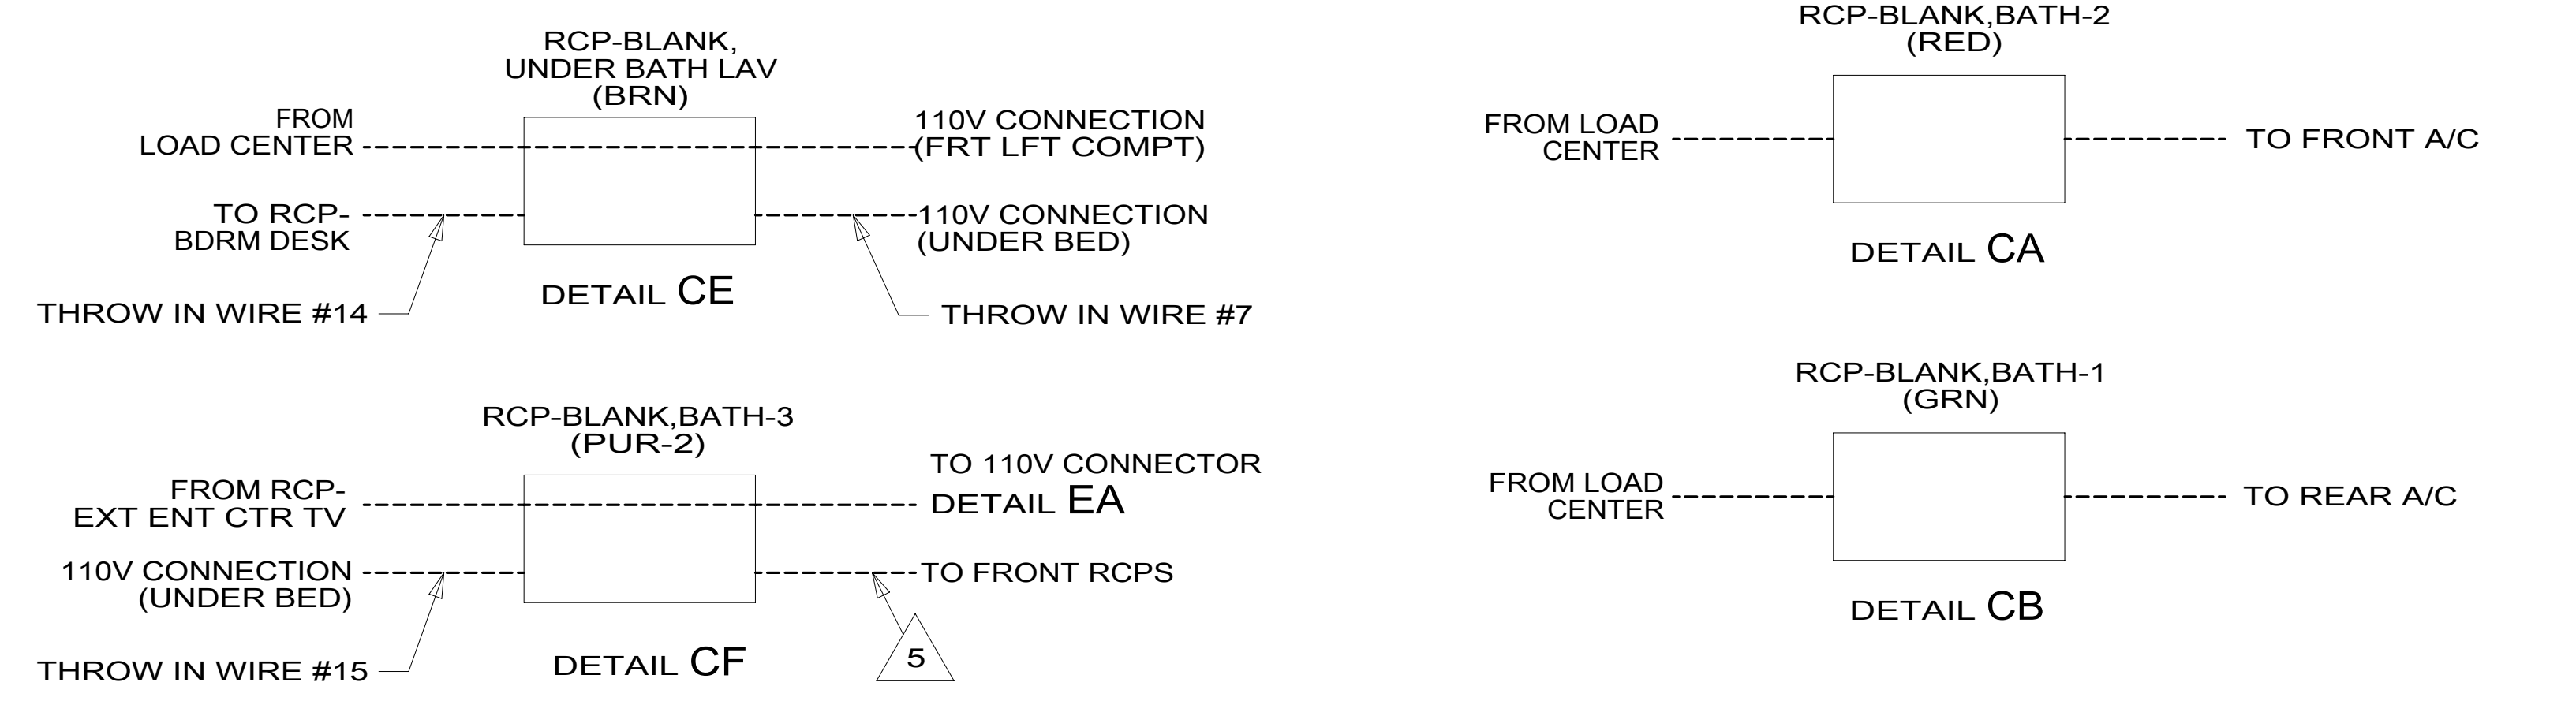 RCP-BLANK,
UNDER BATH LAV
(BRN)
FROM
LOAD CENTER
110V CONNECTION
(FRT LFT COMPT)
TO RCP-
BDRM DESK
110V CONNECTION
(UNDER BED)
THROW IN WIRE #14
THROW IN WIRE #7
DETAIL CE
RCP-BLANK,BATH-2
(RED)
FROM LOAD
CENTER
TO FRONT A/C
DETAIL CA
RCP-BLANK,BATH-3
(PUR-2)
FROM RCP-
EXT ENT CTR TV
TO 110V CONNECTOR
DETAIL EA
110V CONNECTION
(UNDER BED)
TO FRONT RCPS
THROW IN WIRE #15
5
DETAIL CF
RCP-BLANK,BATH-1
(GRN)
FROM LOAD
CENTER
TO REAR A/C
DETAIL CB